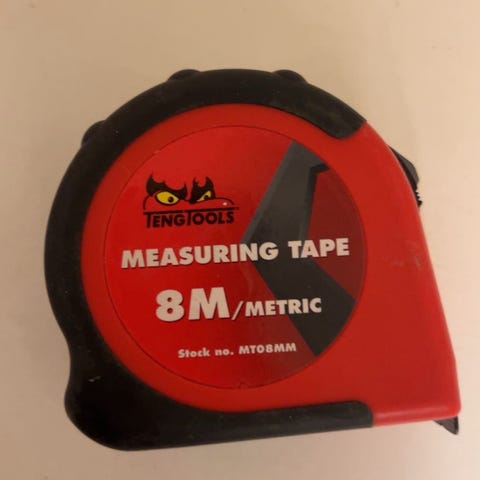 TENGTOOLS
MEASURING TAPE
8M/METRIC
Stock no. MT08MM